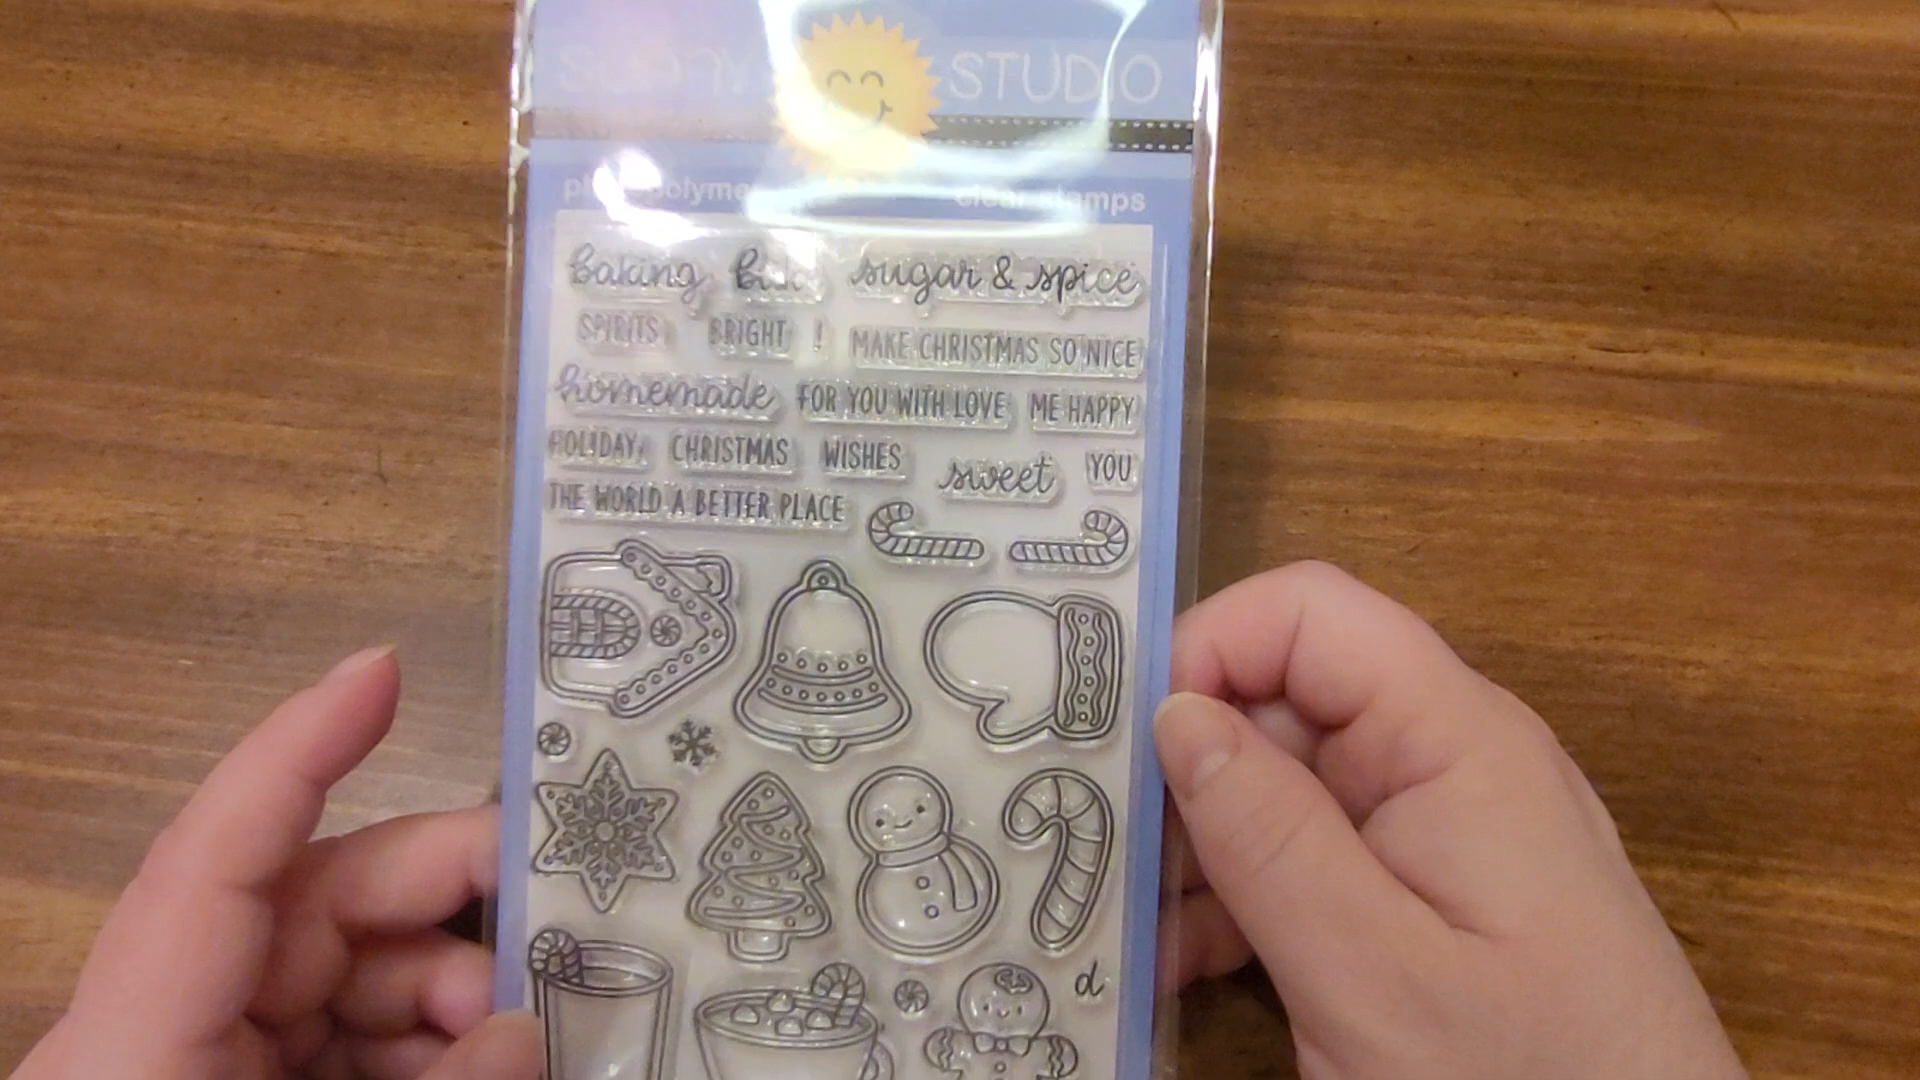 SUNNY STUDIO
clear stamps
baking sugar & spice
SPIRITS BRIGHT ! MAKE CHRISTMAS SO NICE
homemade FOR YOU WITH LOVE ME HAPPY
HOLIDAY CHRISTMAS WISHES sweet YOU
THE WORLD A BETTER PLACE
d